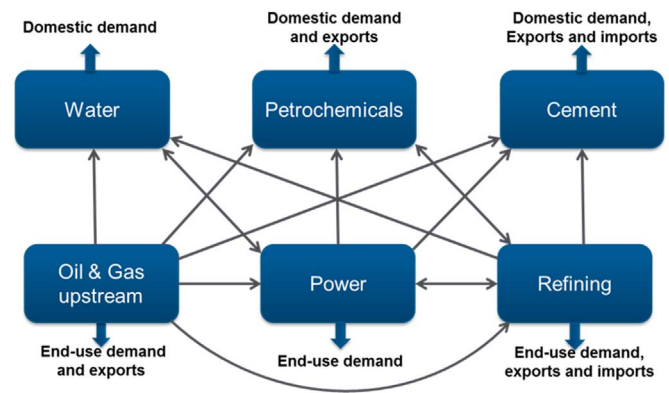 Domestic demand
Domestic demand
and exports
Domestic demand,
Exports and imports
Water
Petrochemicals
Cement
Oil & Gas
upstream
Power
Refining
End-use demand
and exports
End-use demand
End-use demand,
exports and imports